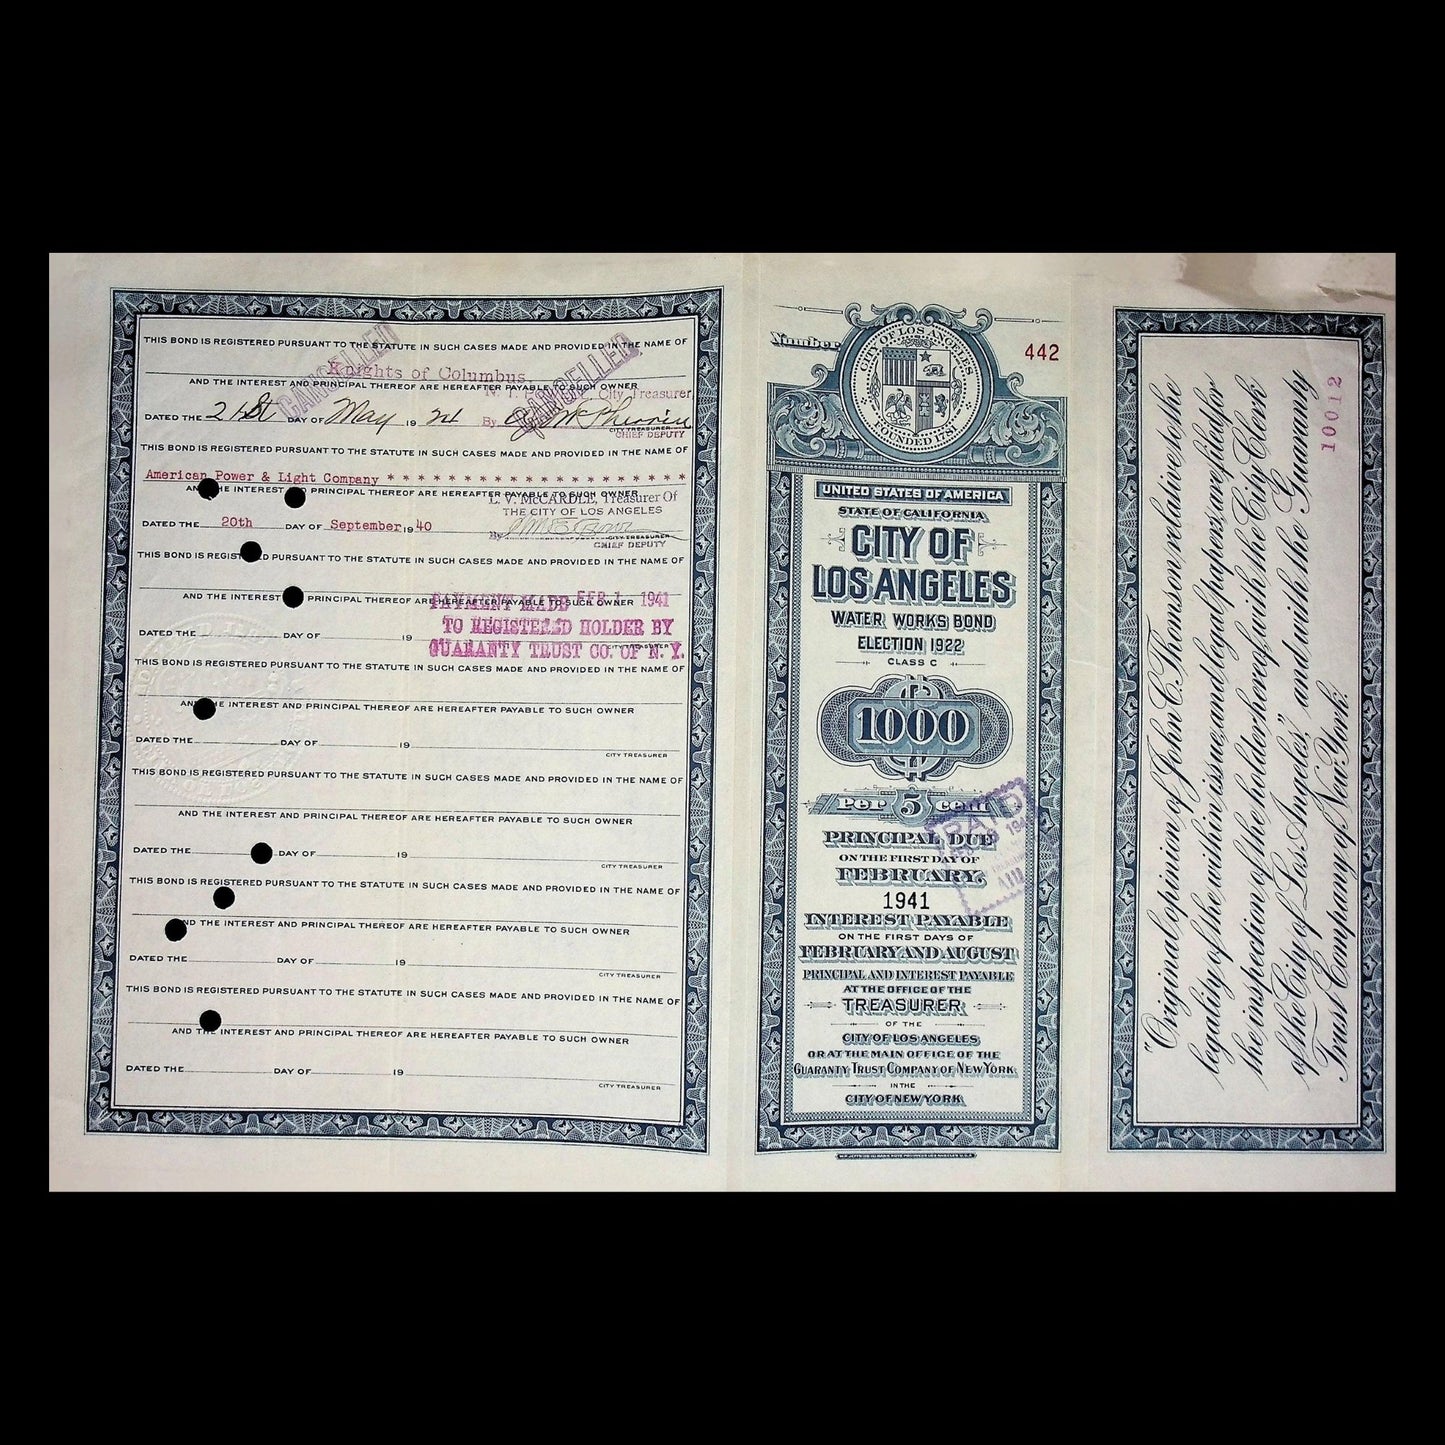 THIS BOND IS REGISTERED PURSUANT TO THE STATUTE IN SUCH CASES MADE AND PROVIDED IN THE NAME OF
CANCELLED
CANCELLED
Knights of Columbus
AND THE INTEREST AND PRINCIPAL THEREOF ARE HEREAFTER PAYABLE TO SUCH OWNER
City Treasurer
DATED THE 21st DAY OF May 1924 By
CITY TREASURER
CHIEF DEPUTY
THIS BOND IS REGISTERED PURSUANT TO THE STATUTE IN SUCH CASES MADE AND PROVIDED IN THE NAME OF
American Power & Light Company * * * * * * * * * * * * * * * * * * *
THE INTEREST PRINCIPAL THEREOF ARE HEREAFTER PAYABLE TO SUCH OWNER
L. V. McCARDLE, Treasurer Of
THE CITY OF LOS ANGELES
DATED THE 20th DAY OF September 1940
By CITY TREASURER
CHIEF DEPUTY
THIS BOND IS REGISTERED PURSUANT TO THE STATUTE IN SUCH CASES MADE AND PROVIDED IN THE NAME OF
AND THE INTEREST PRINCIPAL THEREOF ARE HEREAFTER PAYABLE TO SUCH OWNER
PAYMENT MADE FEB 1 1941
TO REGISTERED HOLDER BY
GUARANTY TRUST CO. OF N. Y.
DATED THE DAY OF 19
THIS BOND IS REGISTERED PURSUANT TO THE STATUTE IN SUCH CASES MADE AND PROVIDED IN THE NAME OF
AND THE INTEREST AND PRINCIPAL THEREOF ARE HEREAFTER PAYABLE TO SUCH OWNER
DATED THE DAY OF 19
CITY TREASURER
THIS BOND IS REGISTERED PURSUANT TO THE STATUTE IN SUCH CASES MADE AND PROVIDED IN THE NAME OF
AND THE INTEREST AND PRINCIPAL THEREOF ARE HEREAFTER PAYABLE TO SUCH OWNER
DATED THE DAY OF 19
CITY TREASURER
THIS BOND IS REGISTERED PURSUANT TO THE STATUTE IN SUCH CASES MADE AND PROVIDED IN THE NAME OF
AND THE INTEREST AND PRINCIPAL THEREOF ARE HEREAFTER PAYABLE TO SUCH OWNER
DATED THE DAY OF 19
CITY TREASURER
THIS BOND IS REGISTERED PURSUANT TO THE STATUTE IN SUCH CASES MADE AND PROVIDED IN THE NAME OF
AND THE INTEREST AND PRINCIPAL THEREOF ARE HEREAFTER PAYABLE TO SUCH OWNER
DATED THE DAY OF 19
CITY TREASURER
Number 442
CITY OF LOS ANGELES
FOUNDED 1781
UNITED STATES OF AMERICA
STATE OF CALIFORNIA
CITY OF
LOS ANGELES
WATER WORKS BOND
ELECTION 1922
CLASS C
1000
Per 5 cent
PAID
PRINCIPAL DUE
ON THE FIRST DAY OF
FEBRUARY,
1941
INTEREST PAYABLE
ON THE FIRST DAYS OF
FEBRUARY AND AUGUST
PRINCIPAL AND INTEREST PAYABLE
AT THE OFFICE OF THE
TREASURER
OF THE
CITY OF LOS ANGELES
OR AT THE MAIN OFFICE OF THE
GUARANTY TRUST COMPANY OF NEW YORK
IN THE
CITY OF NEW YORK
"Original opinion of John C. Thomson, relative to the
legality of the within issue, and legal papers, are filed for
the inspection of the holder hereof, with the City Clerk
of the City of Los Angeles," and with the Guaranty
Trust Company of New York.
10012